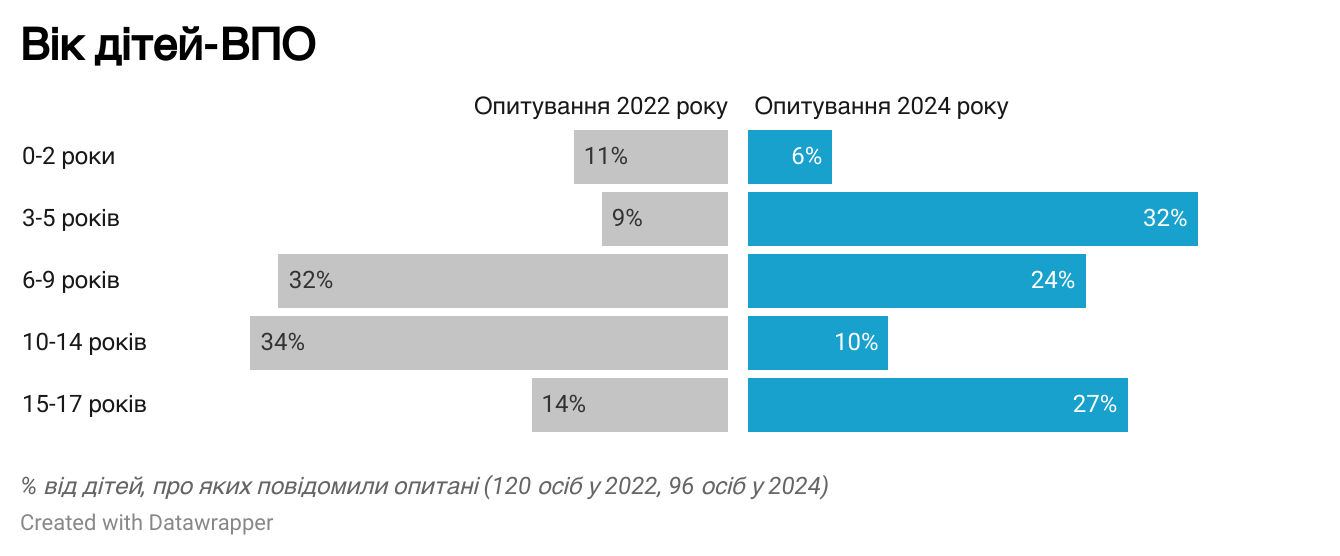 Вік дітей-ВПО
Опитування 2022 року Опитування 2024 року
0-2 роки 11% 6%
3-5 років 9% 32%
6-9 років 32% 24%
10-14 років 34% 10%
15-17 років 14% 27%
% від дітей, про яких повідомили опитані (120 осіб у 2022, 96 осіб у 2024)
Created with Datawrapper